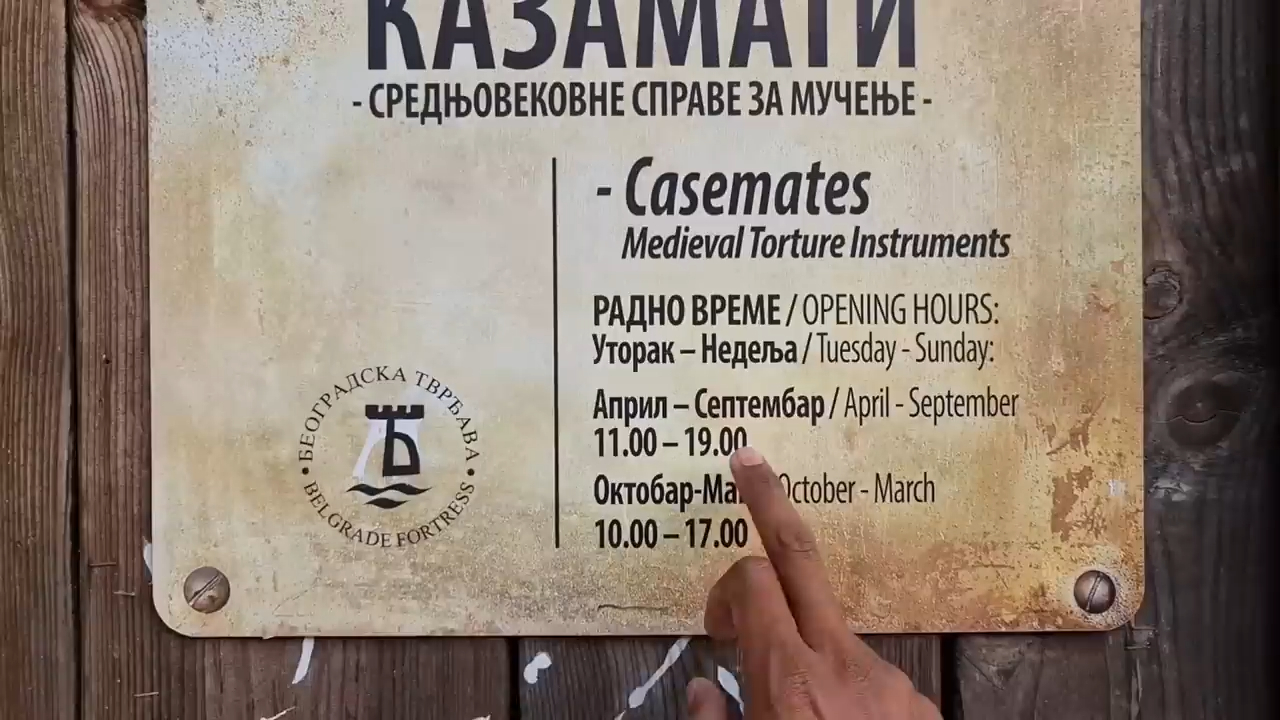 КАЗАМАТИ
- СРЕДЊОВЕКОВНЕ СПРАВЕ ЗА МУЧЕЊЕ -
- Casemates
Medieval Torture Instruments
РАДНО ВРЕМЕ / OPENING HOURS:
Уторак – Недеља / Tuesday - Sunday:
Април – Септембар / April - September
11.00 – 19.00
Октобар- October - March
10.00 – 17.00
БЕОГРАДСКА ТВРЂАВА
BELGRADE FORTRESS